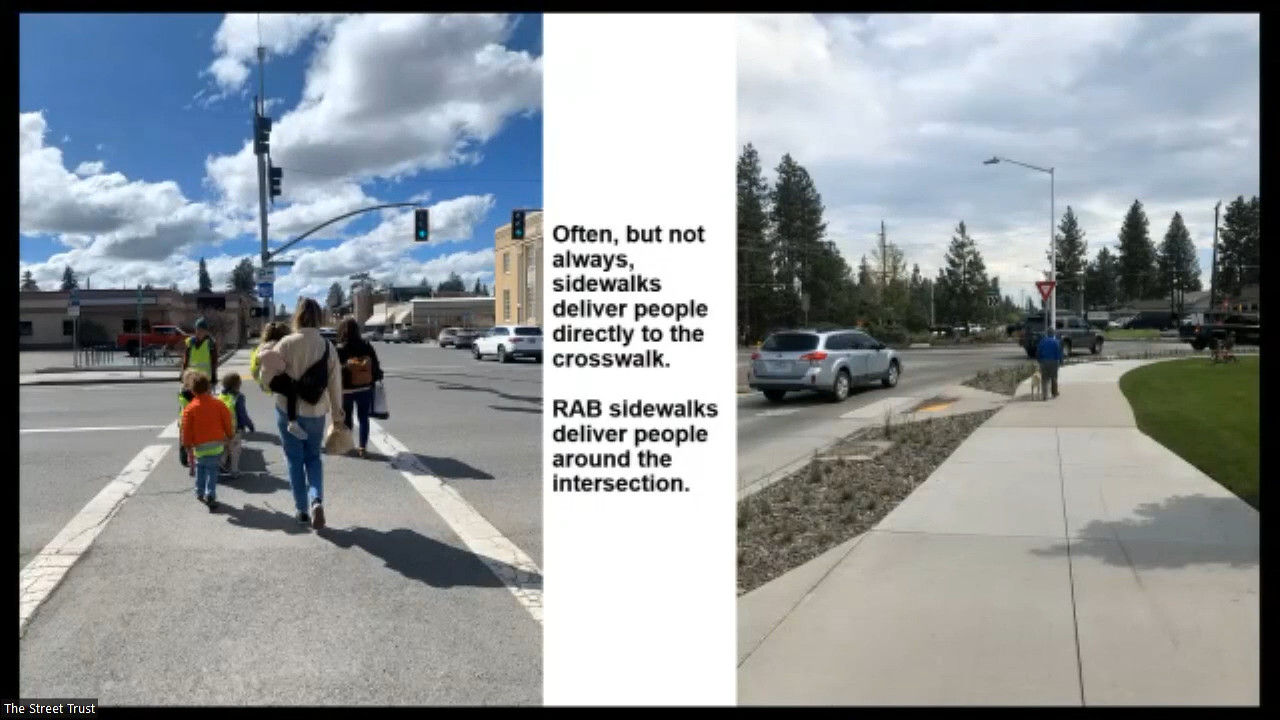 Often, but not
always,
sidewalks
deliver people
directly to the
crosswalk.
RAB sidewalks
deliver people
around the
intersection.
The Street Trust